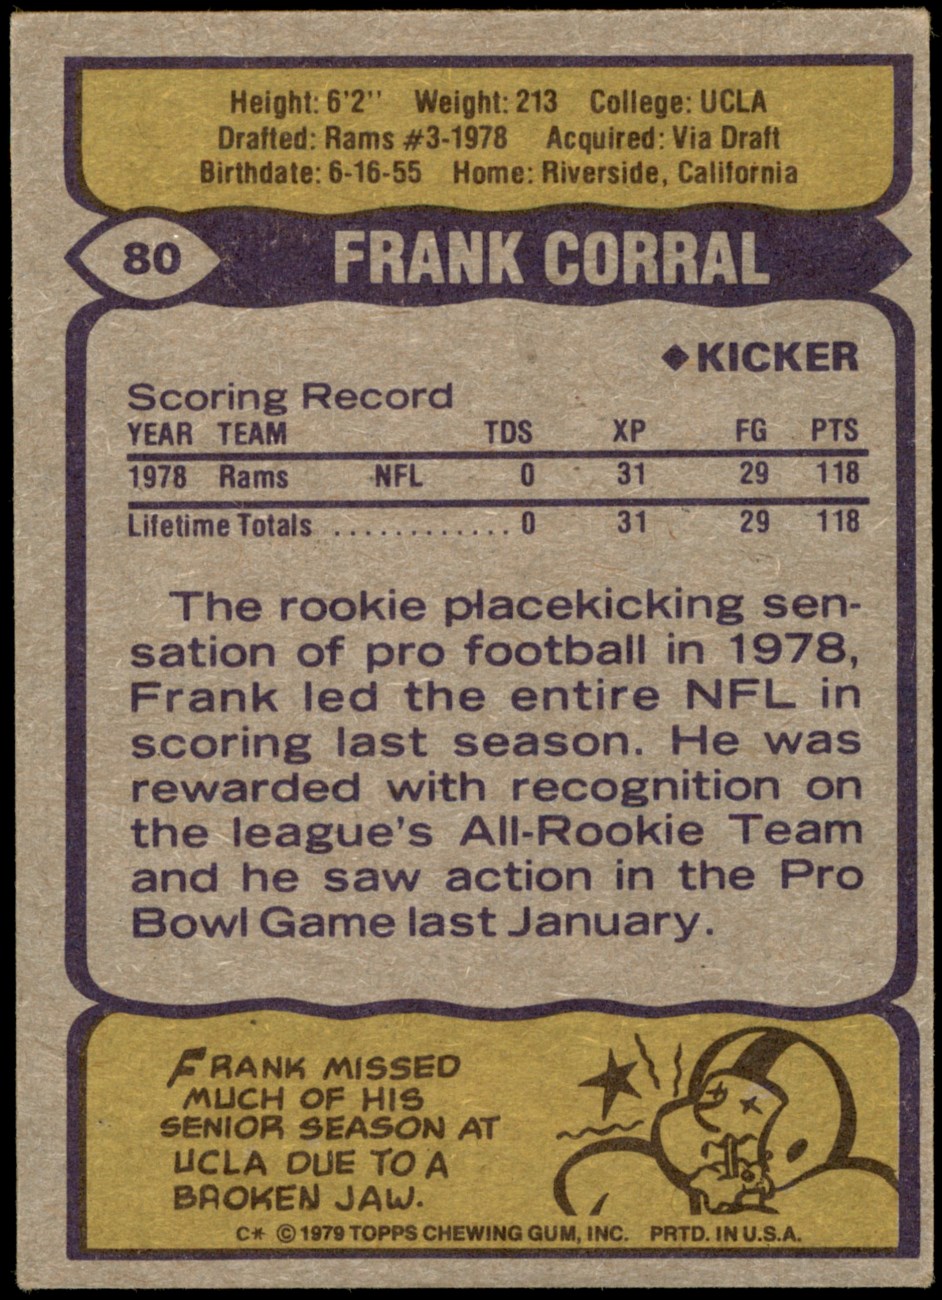 Height: 6'2" Weight: 213 College: UCLA
Drafted: Rams #3-1978 Acquired: Via Draft
Birthdate: 6-16-55 Home: Riverside, California
80 FRANK CORRAL
◆KICKER
Scoring Record
YEAR TEAM TDS XP FG PTS
1978 Rams NFL 0 31 29 118
Lifetime Totals ............. 0 31 29 118
The rookie placekicking sen-
sation of pro football in 1978,
Frank led the entire NFL in
scoring last season. He was
rewarded with recognition on
the league's All-Rookie Team
and he saw action in the Pro
Bowl Game last January.
FRANK MISSED
MUCH OF HIS
SENIOR SEASON AT
UCLA DUE TO A
BROKEN JAW.
C* © 1979 TOPPS CHEWING GUM, INC. PRTD. IN U.S.A.